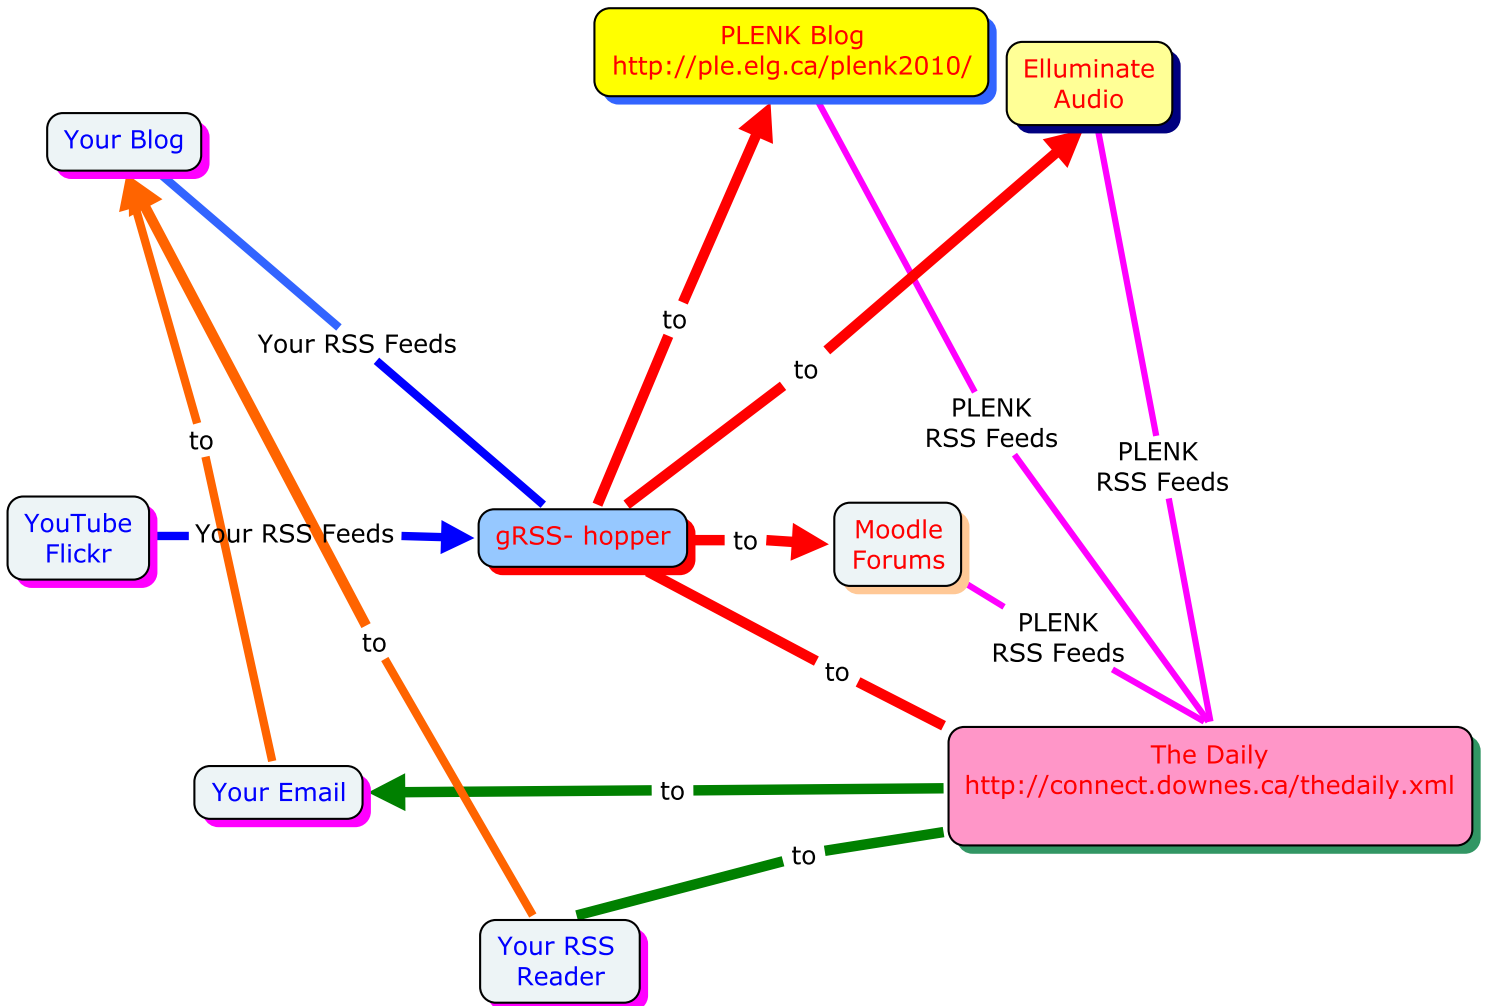 PLENK Blog
http://ple.elg.ca/plenk2010/
Elluminate
Audio
Your Blog
to
Your RSS Feeds
to
PLENK
RSS Feeds
to
PLENK
RSS Feeds
YouTube
Flickr
Your RSS Feeds
gRSS- hopper
to
Moodle
Forums
PLENK
RSS Feeds
to
to
The Daily
http://connect.downes.ca/thedaily.xml
Your Email
to
to
Your RSS
Reader